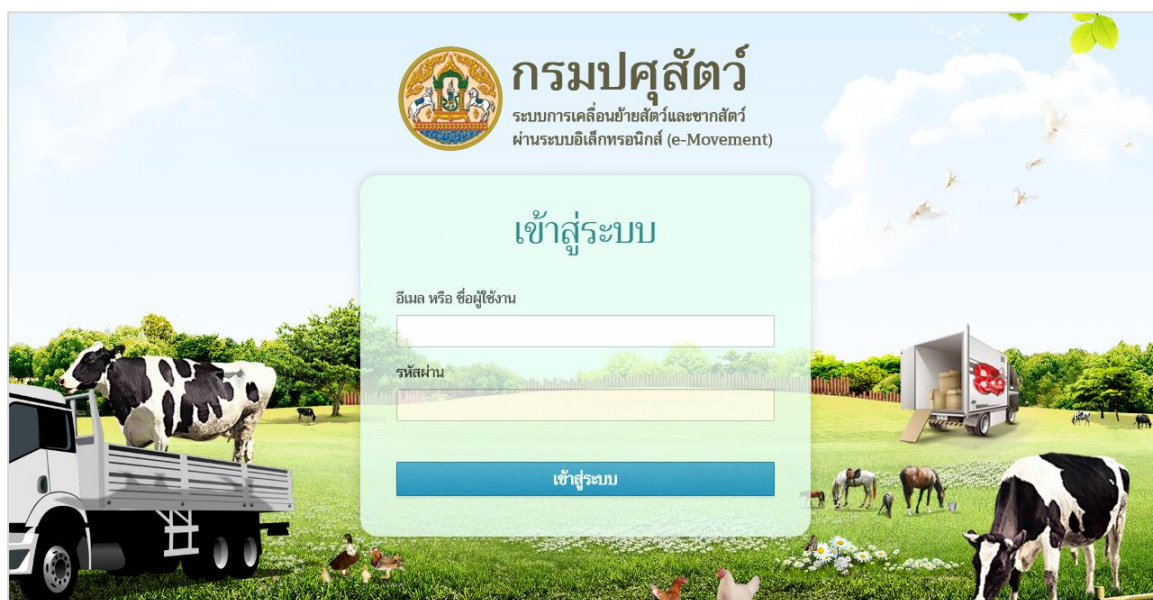 กรมปศุสัตว์
ระบบการเคลื่อนย้ายสัตว์และซากสัตว์
ผ่านระบบอิเล็กทรอนิกส์ (e-Movement)
เข้าสู่ระบบ
อีเมล หรือ ชื่อผู้ใช้งาน
รหัสผ่าน
เข้าสู่ระบบ